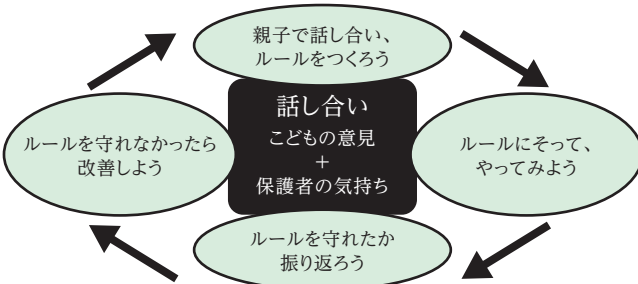 親子で話し合い、
ルールをつくろう
話し合い
こどもの意見
+
保護者の気持ち
ルールにそって、
やってみよう
ルールを守れたか
振り返ろう
ルールを守れなかったら
改善しよう